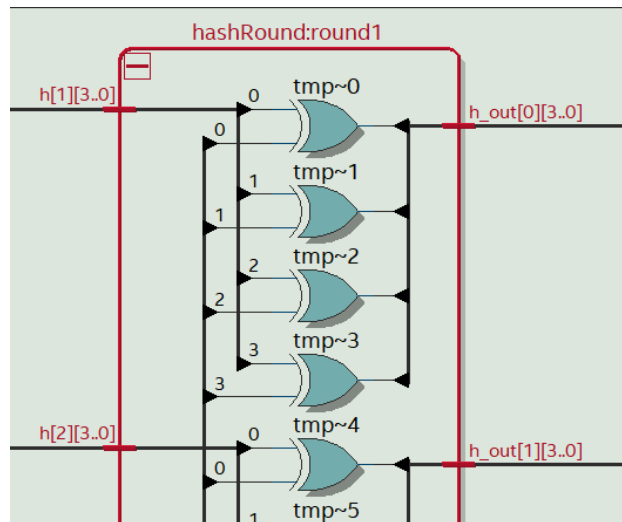 hashRound:round1
h[1][3..0]
0
tmp~0
0
h_out[0][3..0]
1
tmp~1
1
2
tmp~2
2
3
tmp~3
3
h[2][3..0]
0
tmp~4
0
h_out[1][3..0]
1
tmp~5